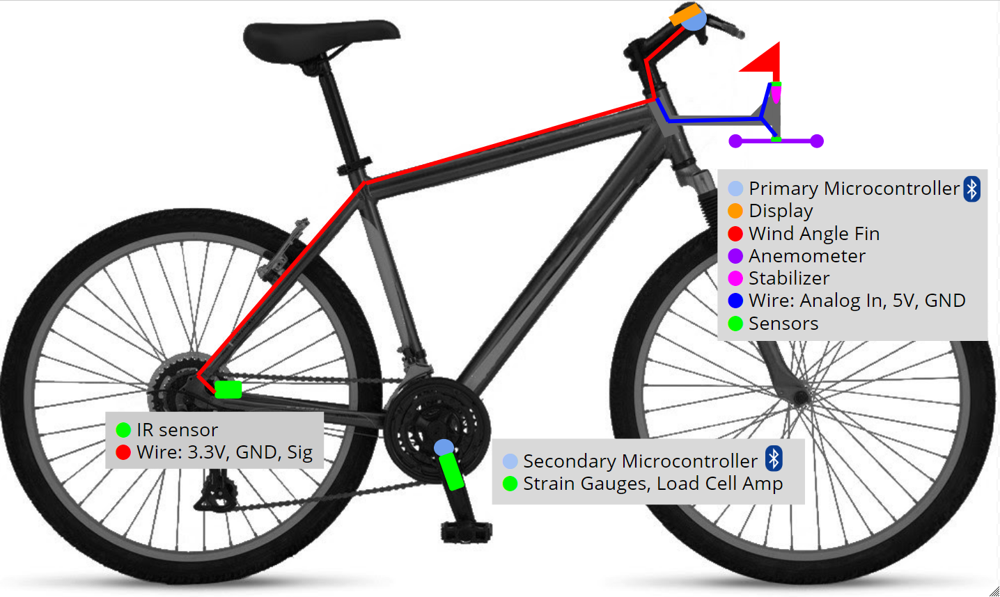 Primary Microcontroller
Display
Wind Angle Fin
Anemometer
Stabilizer
Wire: Analog In, 5V, GND
Sensors
IR sensor
Wire: 3.3V, GND, Sig
Secondary Microcontroller
Strain Gauges, Load Cell Amp